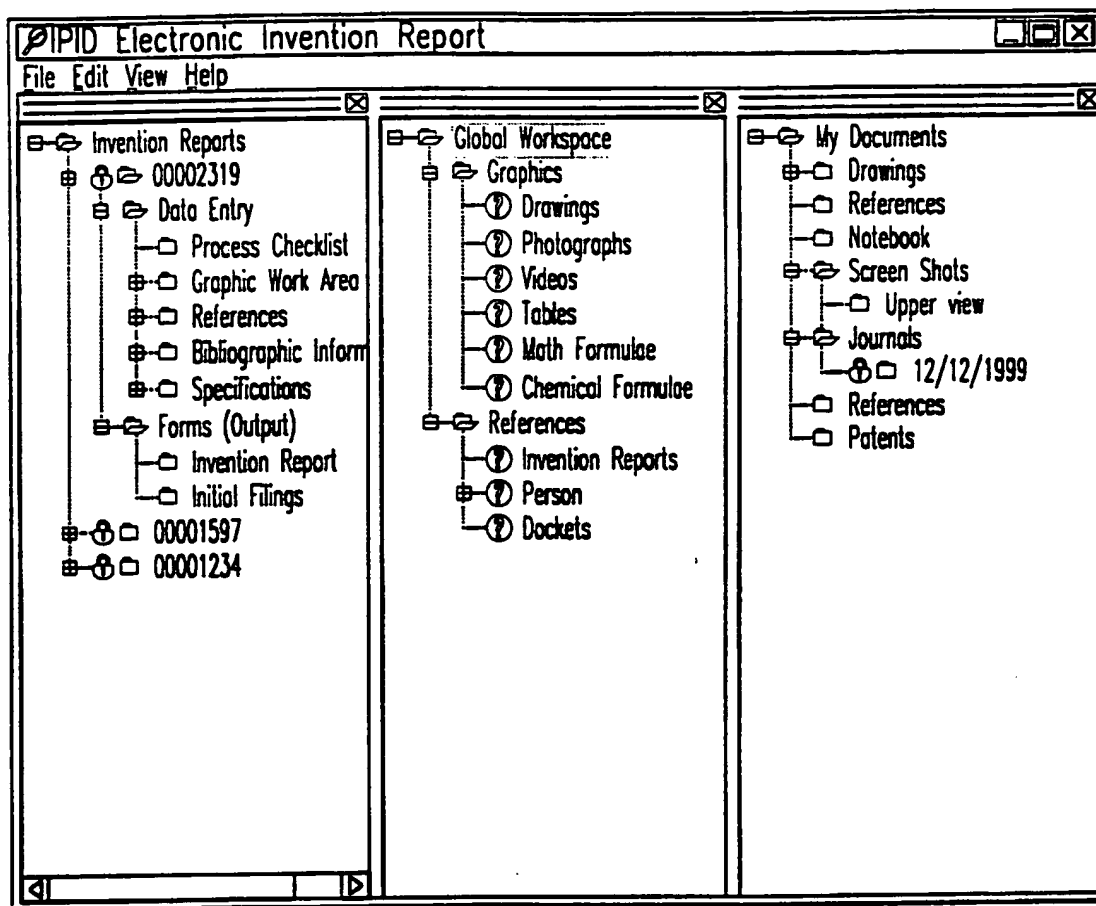 IPID Electronic Invention Report
File Edit View Help
Invention Reports
00002319
Data Entry
Process Checklist
Graphic Work Area
References
Bibliographic Inform
Specifications
Forms (Output)
Invention Report
Initial Filings
00001597
00001234
Global Workspace
Graphics
Drawings
Photographs
Videos
Tables
Math Formulae
Chemical Formulae
References
Invention Reports
Person
Dockets
My Documents
Drawings
References
Notebook
Screen Shots
Upper view
Journals
12/12/1999
References
Patents